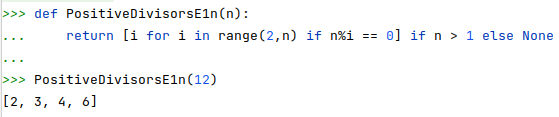 >>> def PositiveDivisorsE1n(n):
...     return [i for i in range(2,n) if n%i == 0] if n > 1 else None
...
>>> PositiveDivisorsE1n(12)
[2, 3, 4, 6]